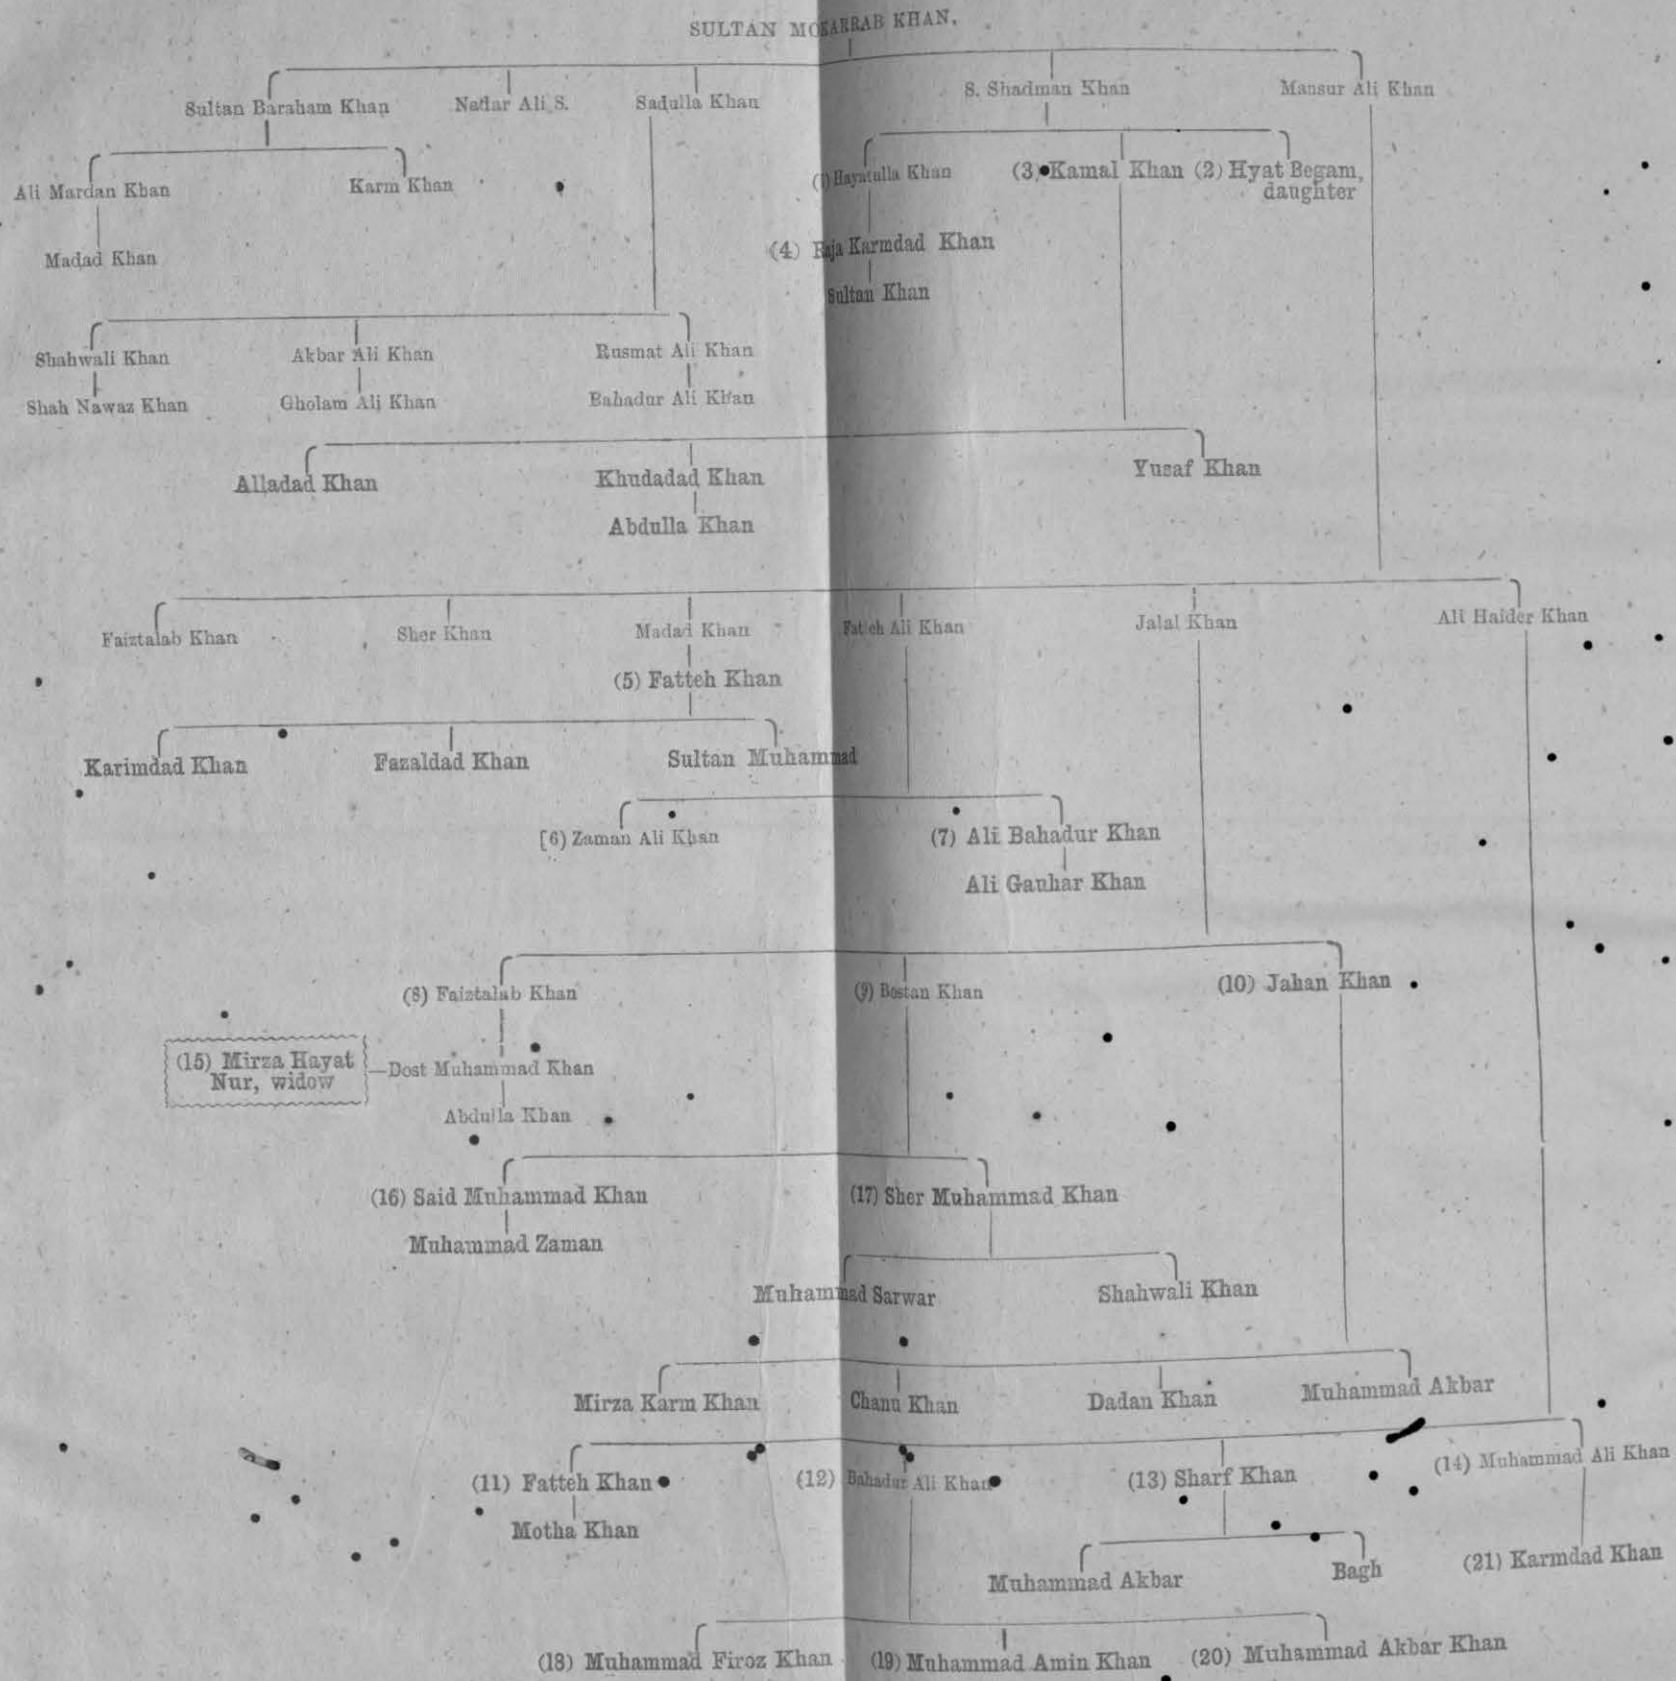 SULTAN MOKARRAB KHAN.
Sultan Baraham Khan Nadar Ali S. Sadulla Khan S. Shadman Khan Mansur Ali Khan
Ali Mardan Khan Karm Khan (1) Hayatulla Khan (3) Kamal Khan (2) Hyat Begam,
daughter
Madad Khan (4) Raja Karmdad Khan
Sultan Khan
Shahwali Khan Akbar Ali Khan Rusmat Ali Khan
Shah Nawaz Khan Gholam Ali Khan Bahadur Ali Khan
Alladad Khan Khudadad Khan Yusaf Khan
Abdulla Khan
Faiztalab Khan Sher Khan Madad Khan Fatteh Ali Khan Jalal Khan Ali Haider Khan
(5) Fatteh Khan
Karimdad Khan Fazaldad Khan Sultan Muhammad
[6) Zaman Ali Khan (7) Ali Bahadur Khan
Ali Gauhar Khan
(8) Faiztalab Khan (9) Bostan Khan (10) Jahan Khan
(15) Mirza Hayat
Nur, widow
—Dost Muhammad Khan
Abdulla Khan
(16) Said Muhammad Khan (17) Sher Muhammad Khan
Muhammad Zaman
Muhammad Sarwar Shahwali Khan
Mirza Karm Khan Chanu Khan Dadan Khan Muhammad Akbar
(11) Fatteh Khan (12) Bahadur Ali Khan (13) Sharf Khan (14) Muhammad Ali Khan
Motha Khan
Muhammad Akbar Bagh (21) Karmdad Khan
(18) Muhammad Firoz Khan (19) Muhammad Amin Khan (20) Muhammad Akbar Khan